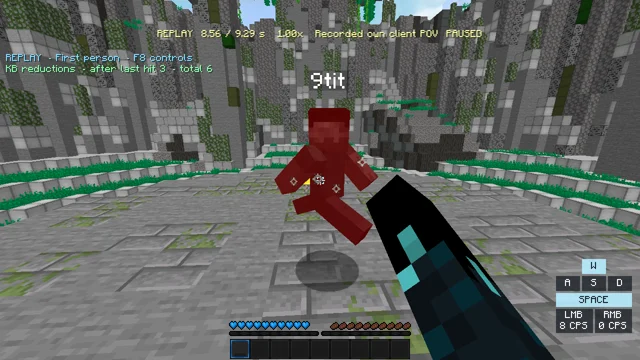 REPLAY 8.56 / 9.29 s 1.00x Recorded own client POV PAUSED
REPLAY - First person - F8 controls
KB reductions - after last hit 3 - total 6
9tit
W
A S D
SPACE
LMB RMB
8 CPS 0 CPS